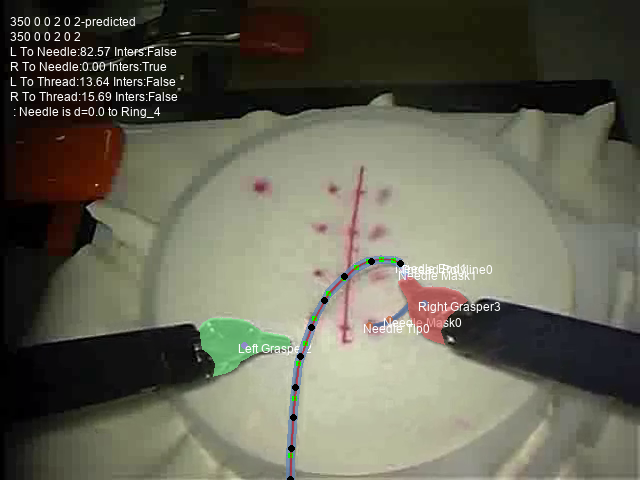 350 0 0 2 0 2-predicted
350 0 0 2 0 2
L To Needle:82.57 Inters:False
R To Needle:0.00 Inters:True
L To Thread:13.64 Inters:False
R To Thread:15.69 Inters:False
: Needle is d=0.0 to Ring_4
Needle Mask1
Right Grasper3
Needle Mask0
Needle Tip0
Left Grasper2